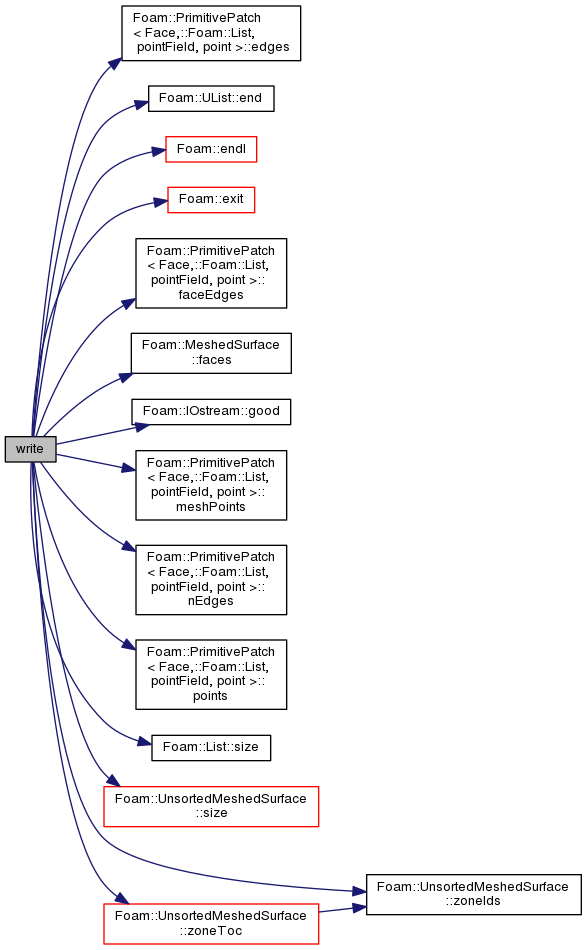 Foam::PrimitivePatch
< Face,::Foam::List,
pointField, point >::edges
Foam::UList::end
Foam::endl
Foam::exit
Foam::PrimitivePatch
< Face,::Foam::List,
pointField, point >::
faceEdges
Foam::MeshedSurface
::faces
Foam::IOstream::good
write
Foam::PrimitivePatch
< Face,::Foam::List,
pointField, point >::
meshPoints
Foam::PrimitivePatch
< Face,::Foam::List,
pointField, point >::
nEdges
Foam::PrimitivePatch
< Face,::Foam::List,
pointField, point >::
points
Foam::List::size
Foam::UnsortedMeshedSurface
::size
Foam::UnsortedMeshedSurface
::zoneIds
Foam::UnsortedMeshedSurface
::zoneToc